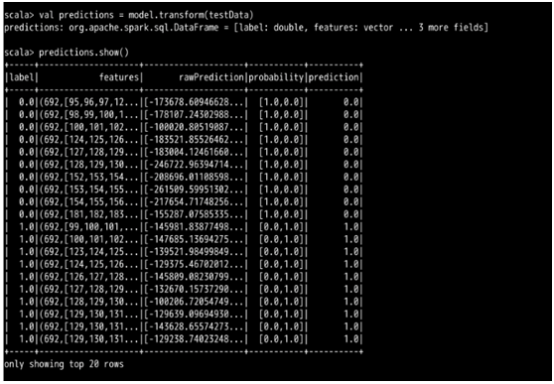 scala> val predictions = model.transform(testData)
predictions: org.apache.spark.sql.DataFrame = [label: double, features: vector ... 3 more fields]
scala> predictions.show()
+-----+--------------------+--------------------+-----------+----------+
|label|            features|       rawPrediction|probability|prediction|
+-----+--------------------+--------------------+-----------+----------+
|  0.0|(692,[95,96,97,12...|[-173678.60946628...|  [1.0,0.0]|       0.0|
|  0.0|(692,[98,99,100,1...|[-178107.24302988...|  [1.0,0.0]|       0.0|
|  0.0|(692,[100,101,102...|[-100020.80519087...|  [1.0,0.0]|       0.0|
|  0.0|(692,[124,125,126...|[-183521.85526462...|  [1.0,0.0]|       0.0|
|  0.0|(692,[127,128,129...|[-183004.12461660...|  [1.0,0.0]|       0.0|
|  0.0|(692,[128,129,130...|[-246722.96394714...|  [1.0,0.0]|       0.0|
|  0.0|(692,[152,153,154...|[-208696.01108598...|  [1.0,0.0]|       0.0|
|  0.0|(692,[153,154,155...|[-261509.59951302...|  [1.0,0.0]|       0.0|
|  0.0|(692,[154,155,156...|[-217654.71748256...|  [1.0,0.0]|       0.0|
|  0.0|(692,[181,182,183...|[-155287.07585335...|  [1.0,0.0]|       0.0|
|  1.0|(692,[99,100,101,...|[-145981.83877498...|  [0.0,1.0]|       1.0|
|  1.0|(692,[100,101,102...|[-147685.13694275...|  [0.0,1.0]|       1.0|
|  1.0|(692,[123,124,125...|[-139521.98499849...|  [0.0,1.0]|       1.0|
|  1.0|(692,[124,125,126...|[-129375.46702012...|  [0.0,1.0]|       1.0|
|  1.0|(692,[126,127,128...|[-145809.08230799...|  [0.0,1.0]|       1.0|
|  1.0|(692,[127,128,129...|[-132670.15737290...|  [0.0,1.0]|       1.0|
|  1.0|(692,[128,129,130...|[-100206.72054749...|  [0.0,1.0]|       1.0|
|  1.0|(692,[129,130,131...|[-129639.09694930...|  [0.0,1.0]|       1.0|
|  1.0|(692,[129,130,131...|[-143628.65574273...|  [0.0,1.0]|       1.0|
|  1.0|(692,[129,130,131...|[-129238.74023248...|  [0.0,1.0]|       1.0|
+-----+--------------------+--------------------+-----------+----------+
only showing top 20 rows